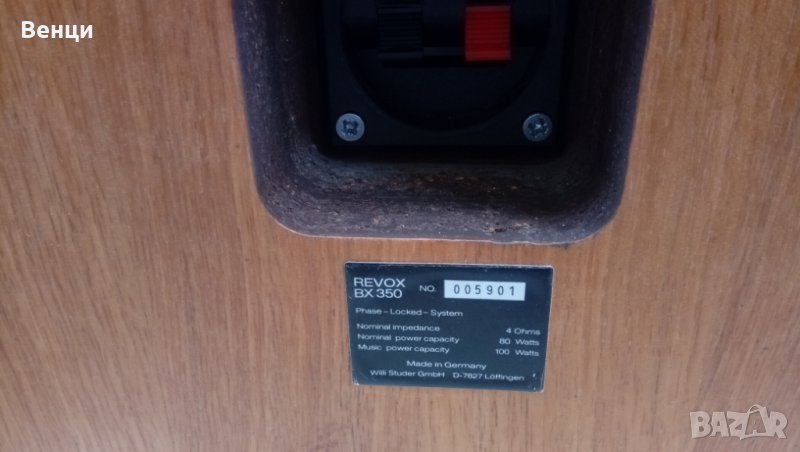 Венци
REVOX
BX 350
NO. 005901
Phase - Locked - System
Nominal impedance 4 Ohms
Nominal power capacity 80 Watts
Music power capacity 100 Watts
Made in Germany
Willi Studer GmbH D-7827 Löffingen
BAZAR